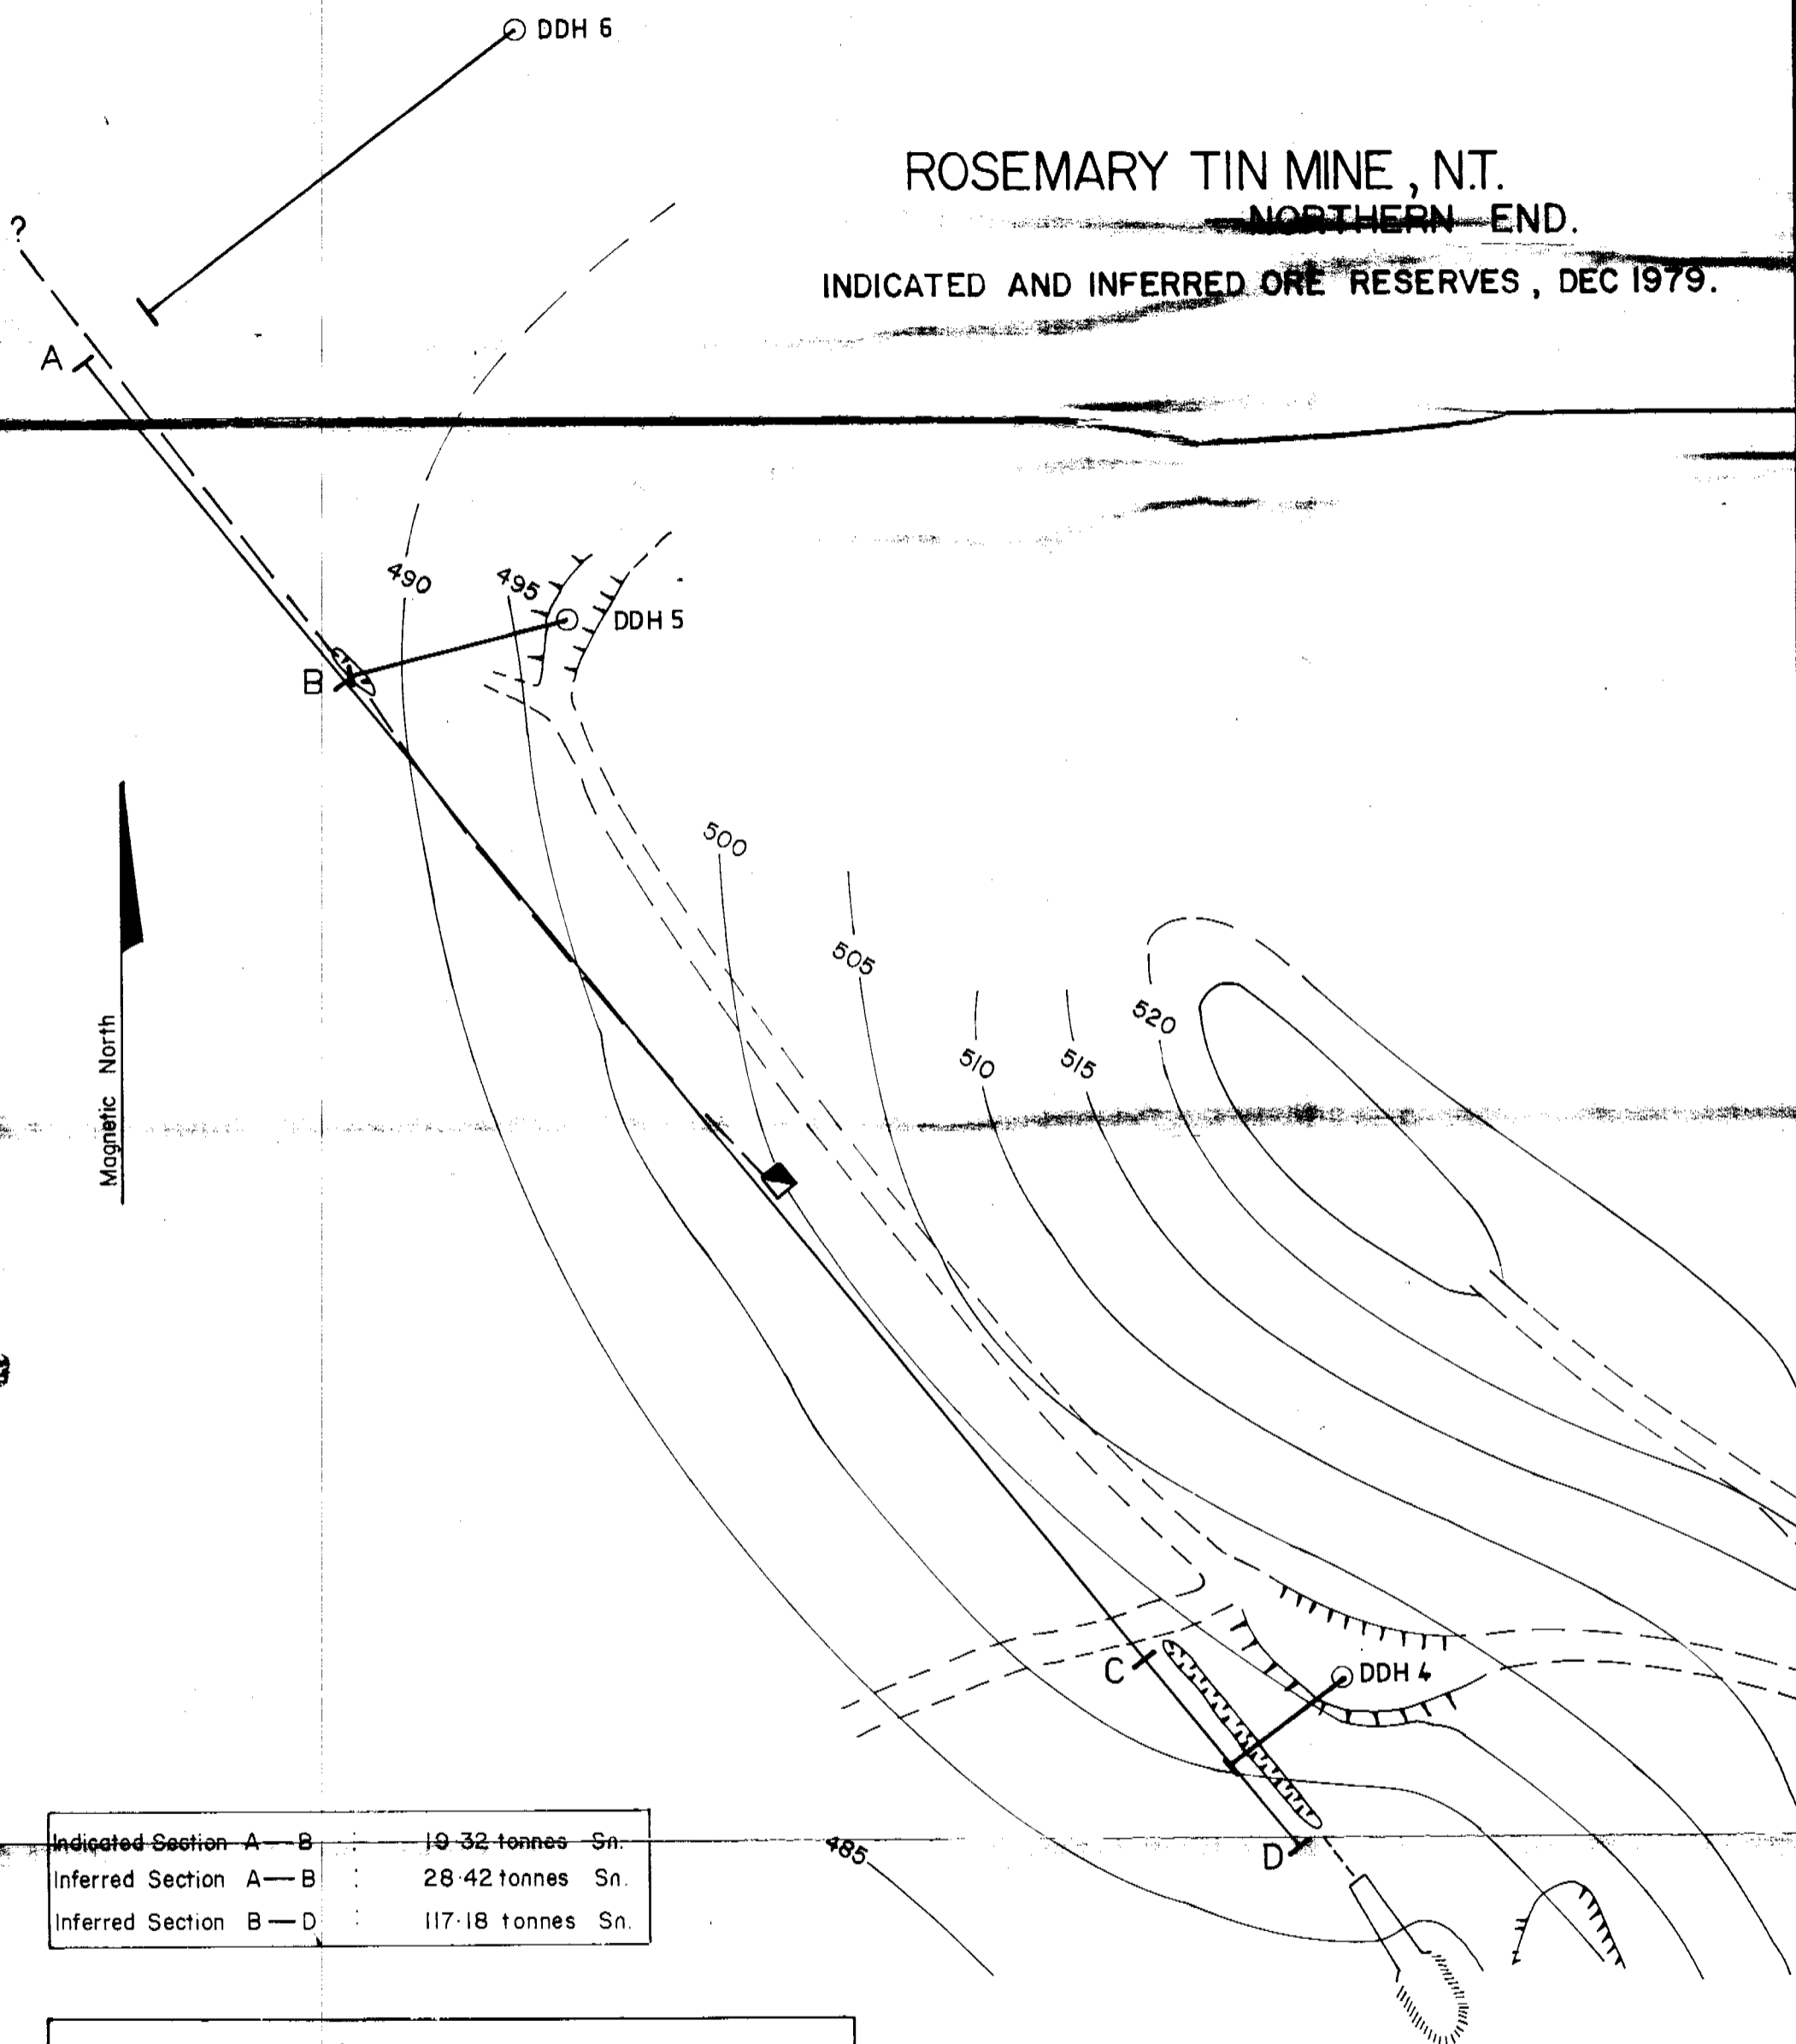 DDH 6
ROSEMARY TIN MINE, N.T.
NORTHERN END.
INDICATED AND INFERRED ORE RESERVES, DEC 1979.
?
A
490
495
DDH 5
B
500
505
520
510
515
Magnetic North
C
DDH 4
D
485
Indicated Section A—B : 19·32 tonnes Sn.
Inferred Section A—B : 28·42 tonnes Sn.
Inferred Section B—D : 117·18 tonnes Sn.